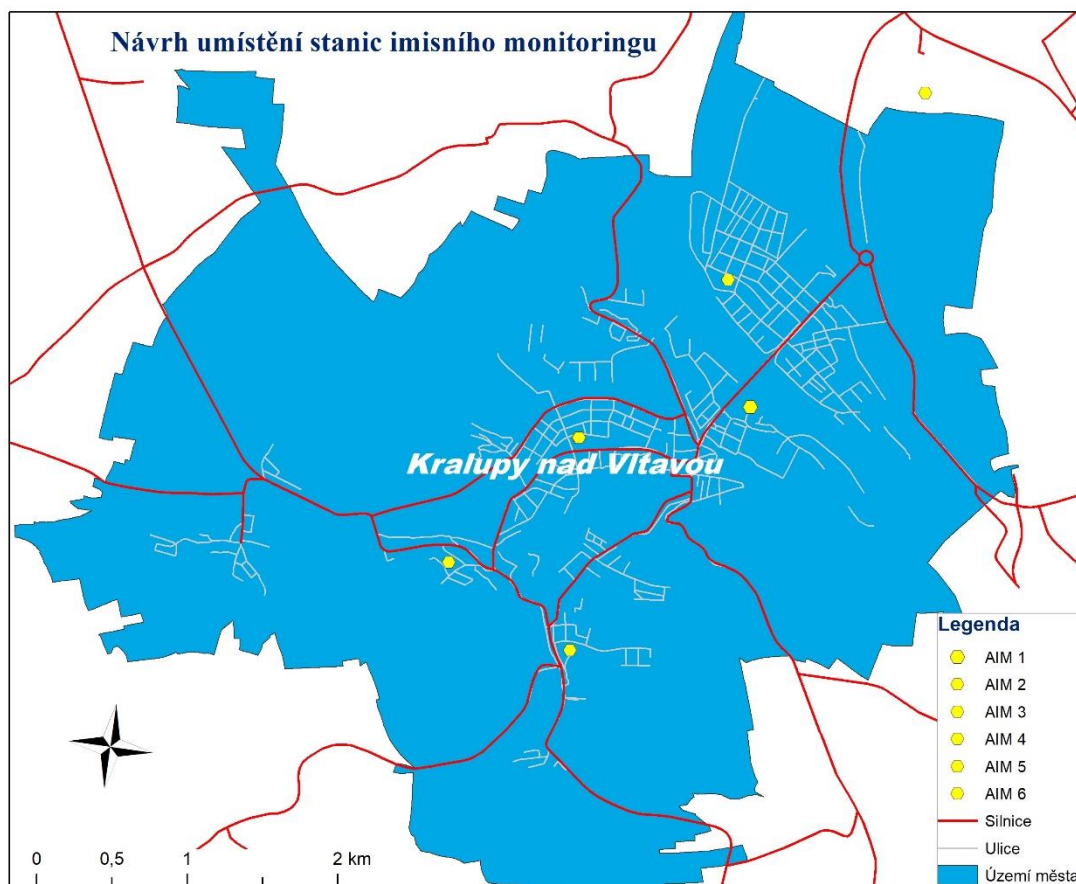 Návrh umístění stanic imisního monitoringu
Kralupy nad Vltavou
Legenda
AIM 1
AIM 2
AIM 3
AIM 4
AIM 5
AIM 6
Silnice
Ulice
Území města
0 0,5 1 2 km